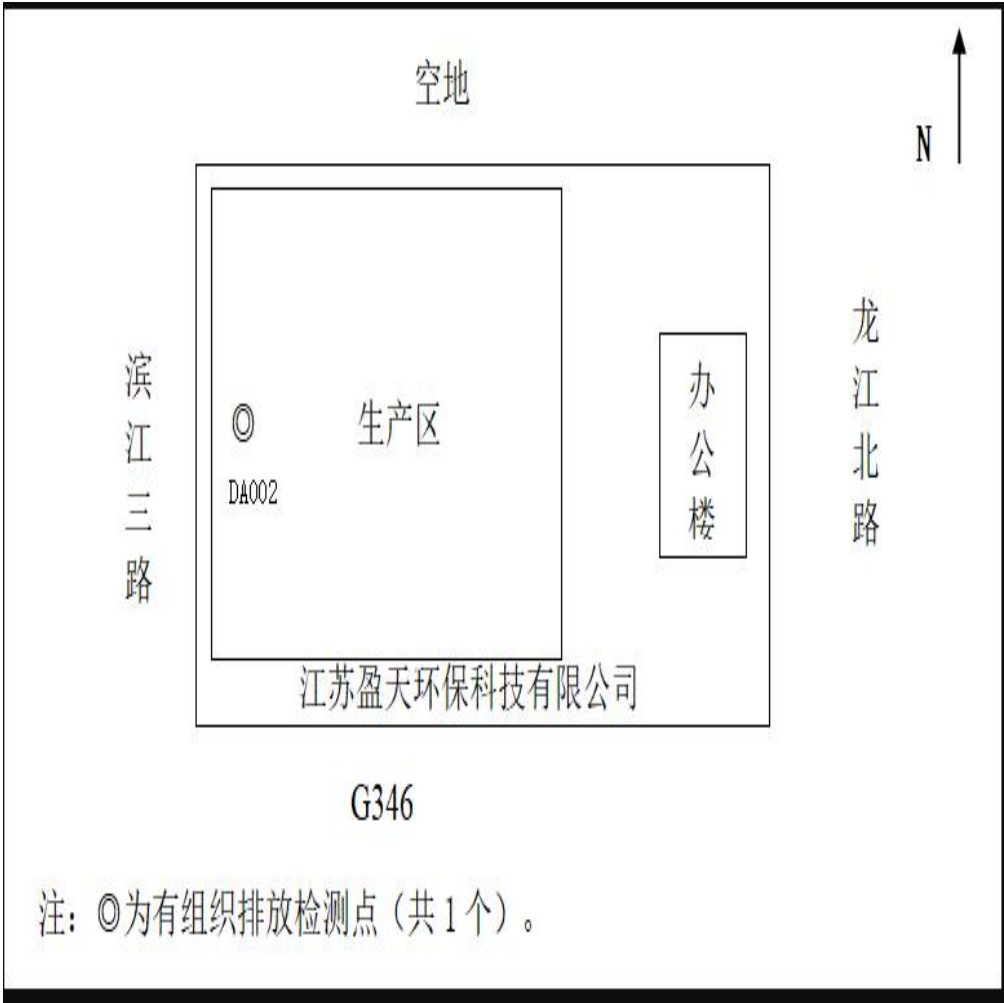 空地
N
龙江北路
滨江三路
生产区
办公楼
DA002
江苏盈天环保科技有限公司
G346
注：◎为有组织排放检测点（共1个）。